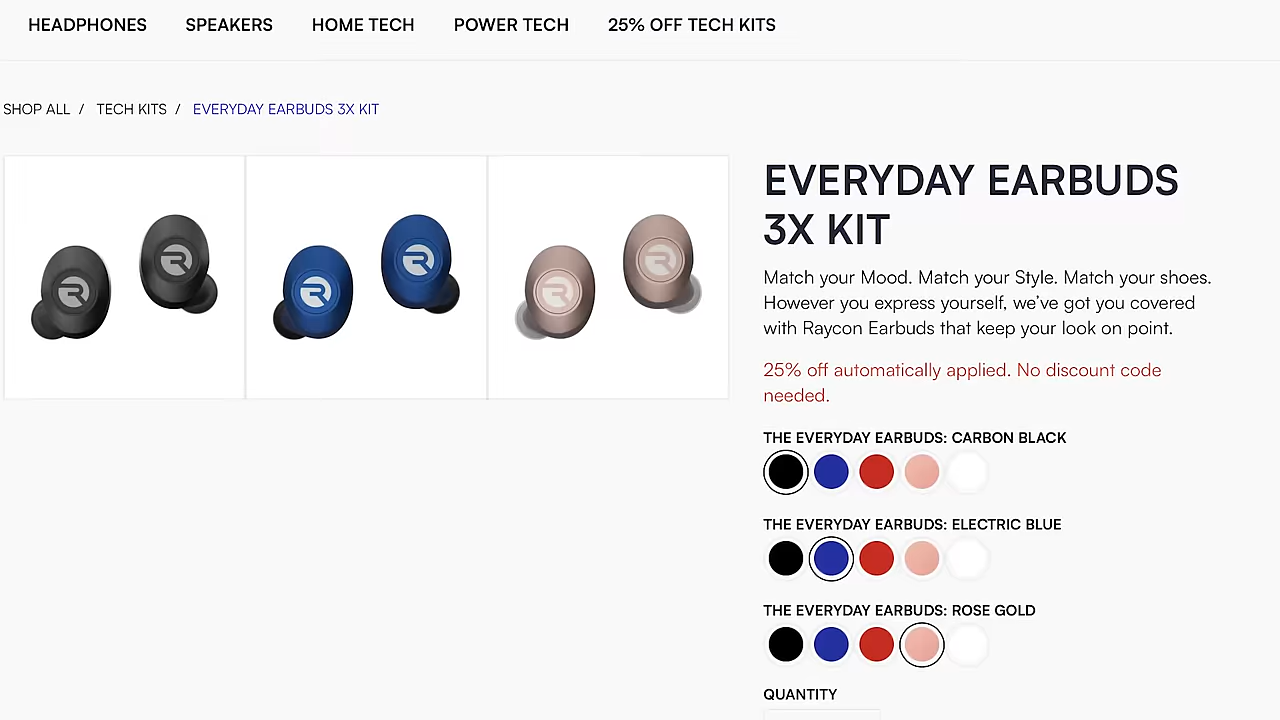 HEADPHONES SPEAKERS HOME TECH POWER TECH 25% OFF TECH KITS
SHOP ALL / TECH KITS / EVERYDAY EARBUDS 3X KIT
EVERYDAY EARBUDS
3X KIT
Match your Mood. Match your Style. Match your shoes.
However you express yourself, we’ve got you covered
with Raycon Earbuds that keep your look on point.
25% off automatically applied. No discount code
needed.
THE EVERYDAY EARBUDS: CARBON BLACK
THE EVERYDAY EARBUDS: ELECTRIC BLUE
THE EVERYDAY EARBUDS: ROSE GOLD
QUANTITY